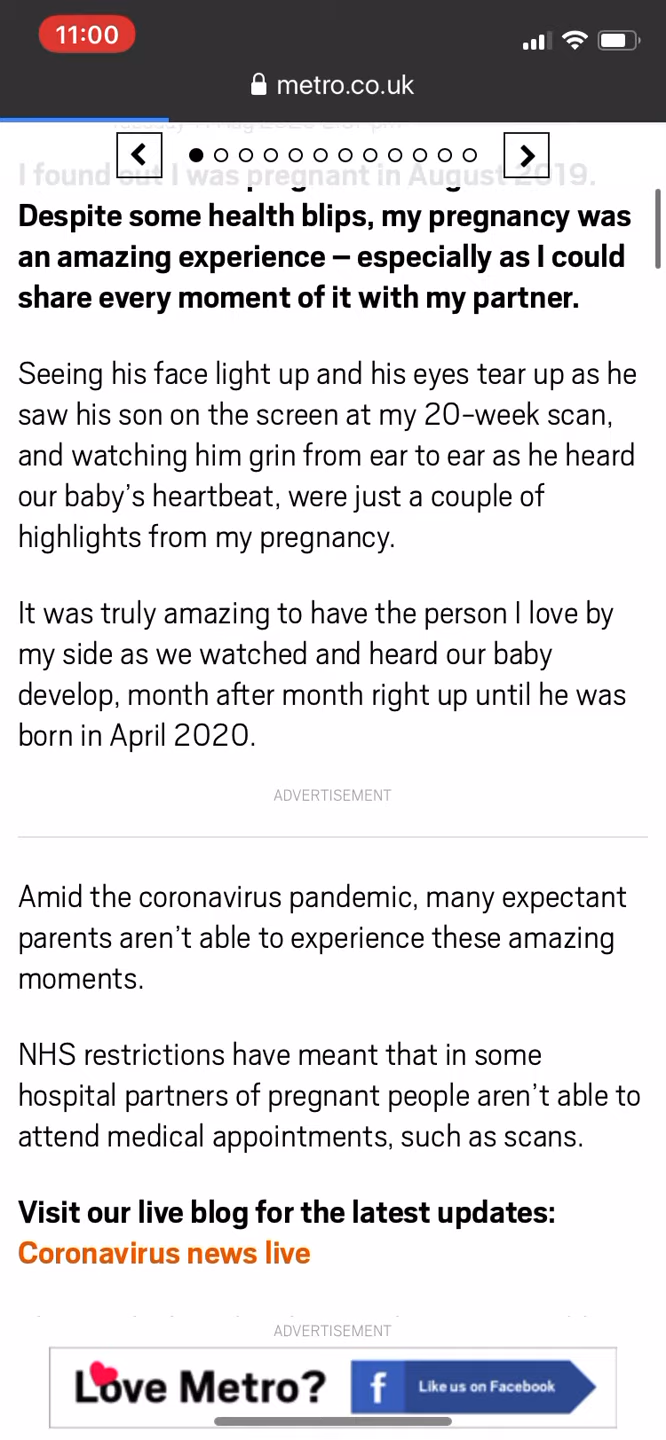 11:00
metro.co.uk
I found out I was pregnant in August 2019.
Despite some health blips, my pregnancy was
an amazing experience – especially as I could
share every moment of it with my partner.
Seeing his face light up and his eyes tear up as he
saw his son on the screen at my 20-week scan,
and watching him grin from ear to ear as he heard
our baby's heartbeat, were just a couple of
highlights from my pregnancy.
It was truly amazing to have the person I love by
my side as we watched and heard our baby
develop, month after month right up until he was
born in April 2020.
ADVERTISEMENT
Amid the coronavirus pandemic, many expectant
parents aren't able to experience these amazing
moments.
NHS restrictions have meant that in some
hospital partners of pregnant people aren't able to
attend medical appointments, such as scans.
Visit our live blog for the latest updates:
Coronavirus news live
ADVERTISEMENT
Love Metro?
f
Like us on Facebook